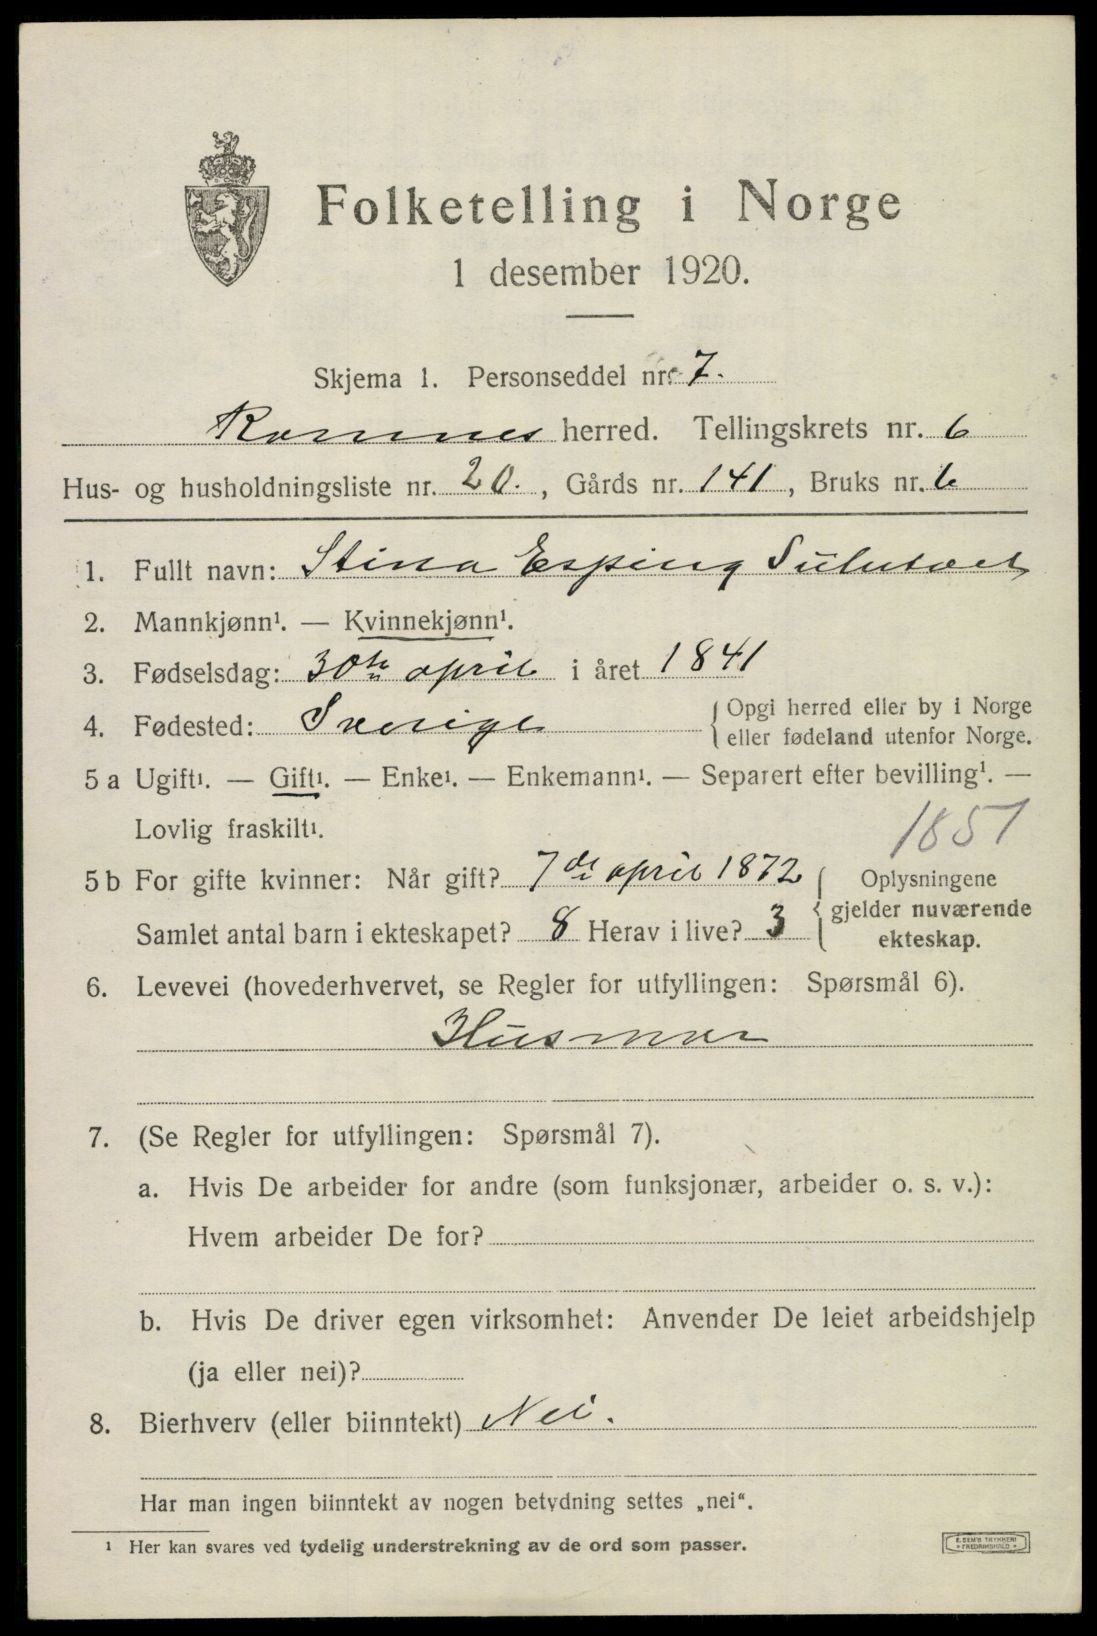 Folketelling i Norge
1 desember 1920.
Skjema 1. Personseddel nr. 7.
Romnes herred. Tellingskrets nr. 6
Hus- og husholdningsliste nr. 20., Gårds nr. 141, Bruks nr. 6
1. Fullt navn: Stina Esping
2. Mannkjønn¹. — Kvinnekjønn¹.
3. Fødselsdag: 30te april i året 1841
4. Fødested: Sverige { Opgi herred eller by i Norge
eller fødeland utenfor Norge.
5 a Ugift¹. — Gift¹. — Enke¹. — Enkemann¹. — Separert efter bevilling¹. —
Lovlig fraskilt¹.
1851
5 b For gifte kvinner: Når gift? 7de april 1872
Samlet antal barn i ekteskapet? 8 Herav i live? 3
{ Oplysningene
gjelder nuværende
ekteskap.
6. Levevei (hovederhvervet, se Regler for utfyllingen: Spørsmål 6).
Husmor
7. (Se Regler for utfyllingen: Spørsmål 7).
a. Hvis De arbeider for andre (som funksjonær, arbeider o. s. v.):
Hvem arbeider De for?
b. Hvis De driver egen virksomhet: Anvender De leiet arbeidshjelp
(ja eller nei)?
8. Bierhverv (eller biinntekt) Nei.
Har man ingen biinntekt av nogen betydning settes „nei“.
¹ Her kan svares ved tydelig understrekning av de ord som passer.
E. SEM'S TRYKKERI
FREDRIKSHALD